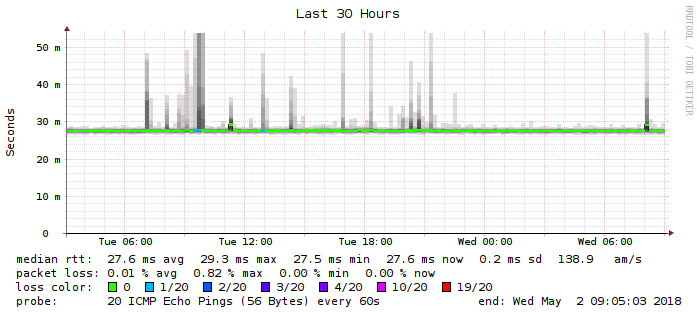 Last 30 Hours
RRDTOOL / TOBI OETIKER
Seconds
50 m
40 m
30 m
20 m
10 m
0
Tue 06:00 Tue 12:00 Tue 18:00 Wed 00:00 Wed 06:00
median rtt: 27.6 ms avg 29.3 ms max 27.5 ms min 27.6 ms now 0.2 ms sd 138.9 am/s
packet loss: 0.01 % avg 0.82 % max 0.00 % min 0.00 % now
loss color: 0 1/20 2/20 3/20 4/20 10/20 19/20
probe: 20 ICMP Echo Pings (56 Bytes) every 60s end: Wed May 2 09:05:03 2018